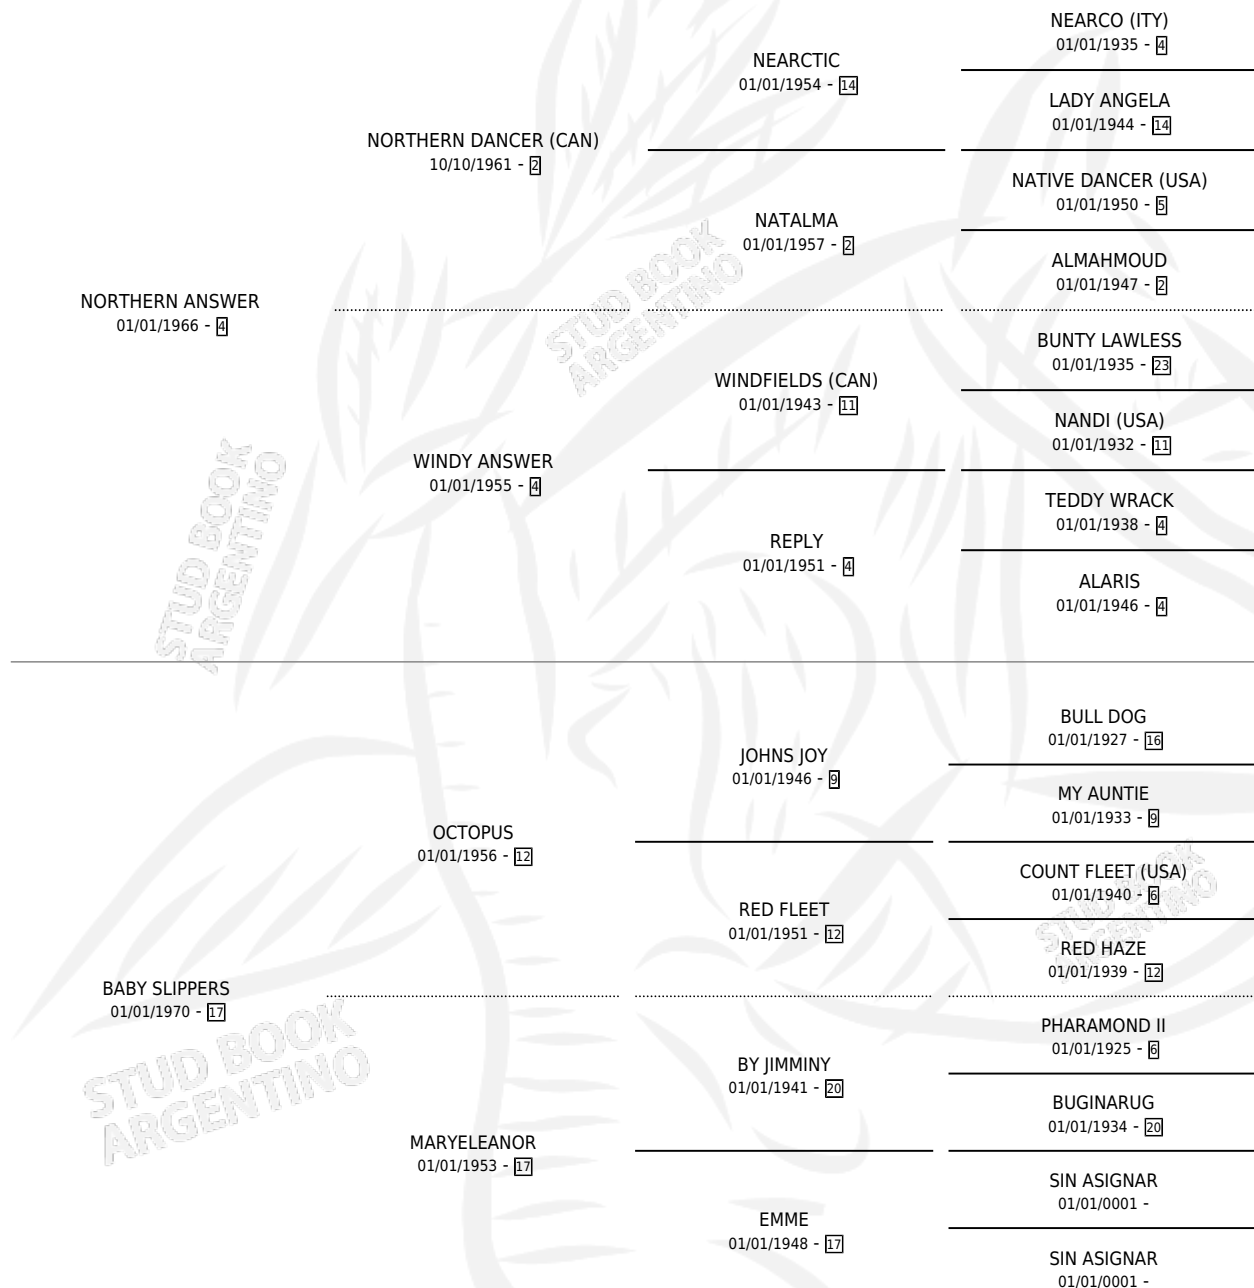 NEARCO (ITY)
01/01/1935 - 4
NEARCTIC
01/01/1954 - 14
LADY ANGELA
01/01/1944 - 14
NORTHERN DANCER (CAN)
10/10/1961 - 2
NATIVE DANCER (USA)
01/01/1950 - 5
NATALMA
01/01/1957 - 2
ALMAHMOUD
01/01/1947 - 2
NORTHERN ANSWER
01/01/1966 - 4
STUD BOOK
ARGENTINO
BUNTY LAWLESS
01/01/1935 - 23
WINDFIELDS (CAN)
01/01/1943 - 11
NANDI (USA)
01/01/1932 - 11
WINDY ANSWER
01/01/1955 - 4
TEDDY WRACK
01/01/1938 - 4
REPLY
01/01/1951 - 4
ALARIS
01/01/1946 - 4
STUD BOOK
ARGENTINO
BULL DOG
01/01/1927 - 16
JOHNS JOY
01/01/1946 - 9
MY AUNTIE
01/01/1933 - 9
OCTOPUS
01/01/1956 - 12
COUNT FLEET (USA)
01/01/1940 - 6
RED FLEET
01/01/1951 - 12
RED HAZE
01/01/1939 - 12
STUD BOOK
ARGENTINO
BABY SLIPPERS
01/01/1970 - 17
PHARAMOND II
01/01/1925 - 6
BY JIMMINY
01/01/1941 - 20
BUGINARUG
01/01/1934 - 20
STUD BOOK
ARGENTINO
MARYELEANOR
01/01/1953 - 17
SIN ASIGNAR
01/01/0001 -
EMME
01/01/1948 - 17
SIN ASIGNAR
01/01/0001 -